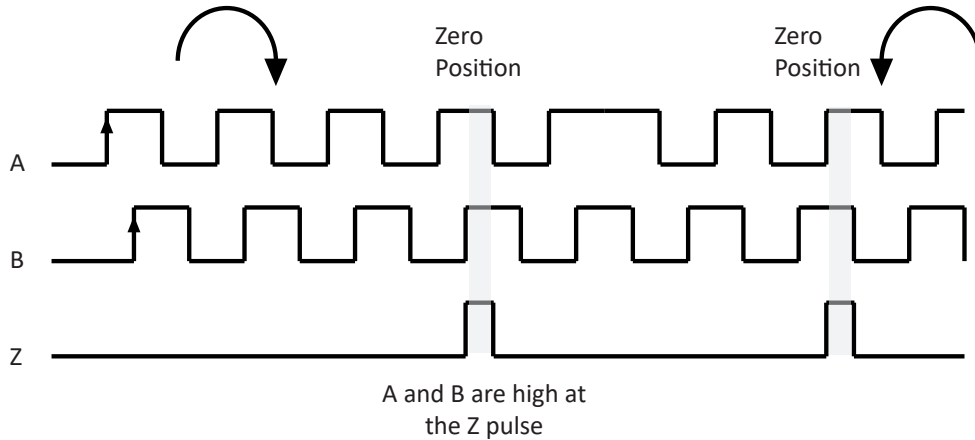 Zero
Position
Zero
Position
A
B
Z
A and B are high at
the Z pulse